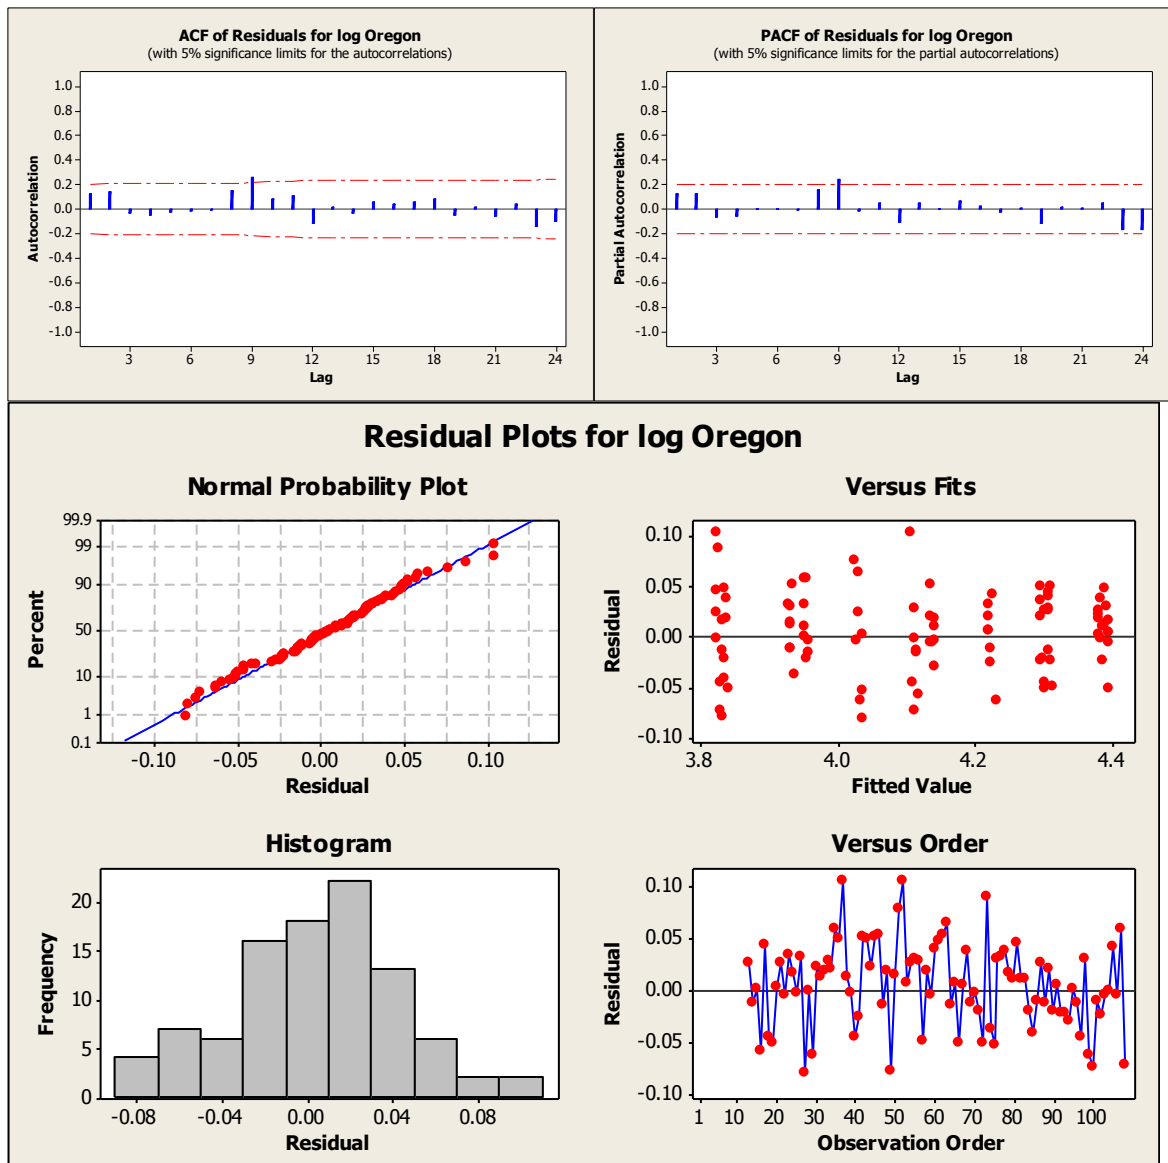 ACF of Residuals for log Oregon
(with 5% significance limits for the autocorrelations)
1.0
0.8
0.6
0.4
0.2
0.0
-0.2
-0.4
-0.6
-0.8
-1.0
Autocorrelation
3 6 9 12 15 18 21 24
Lag
PACF of Residuals for log Oregon
(with 5% significance limits for the partial autocorrelations)
1.0
0.8
0.6
0.4
0.2
0.0
-0.2
-0.4
-0.6
-0.8
-1.0
Partial Autocorrelation
3 6 9 12 15 18 21 24
Lag
Residual Plots for log Oregon
Normal Probability Plot
99.9
99
90
50
10
1
0.1
Percent
-0.10 -0.05 0.00 0.05 0.10
Residual
Versus Fits
0.10
0.05
0.00
-0.05
-0.10
Residual
3.8 4.0 4.2 4.4
Fitted Value
Histogram
20
15
10
5
0
Frequency
-0.08 -0.04 0.00 0.04 0.08
Residual
Versus Order
0.10
0.05
0.00
-0.05
-0.10
Residual
1 10 20 30 40 50 60 70 80 90 100
Observation Order